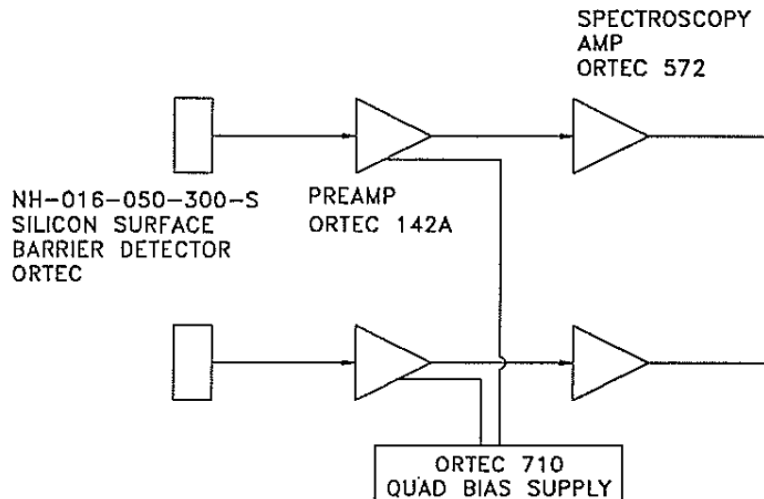 SPECTROSCOPY
AMP
ORTEC 572
NH-016-050-300-S
SILICON SURFACE
BARRIER DETECTOR
ORTEC
PREAMP
ORTEC 142A
ORTEC 710
QUAD BIAS SUPPLY